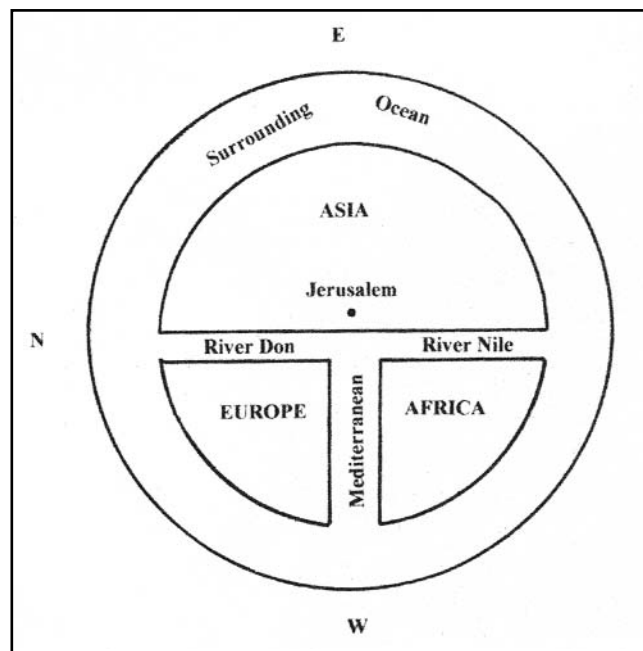 E
Surrounding Ocean
ASIA
Jerusalem
N
River Don River Nile
EUROPE AFRICA
Mediterranean
W